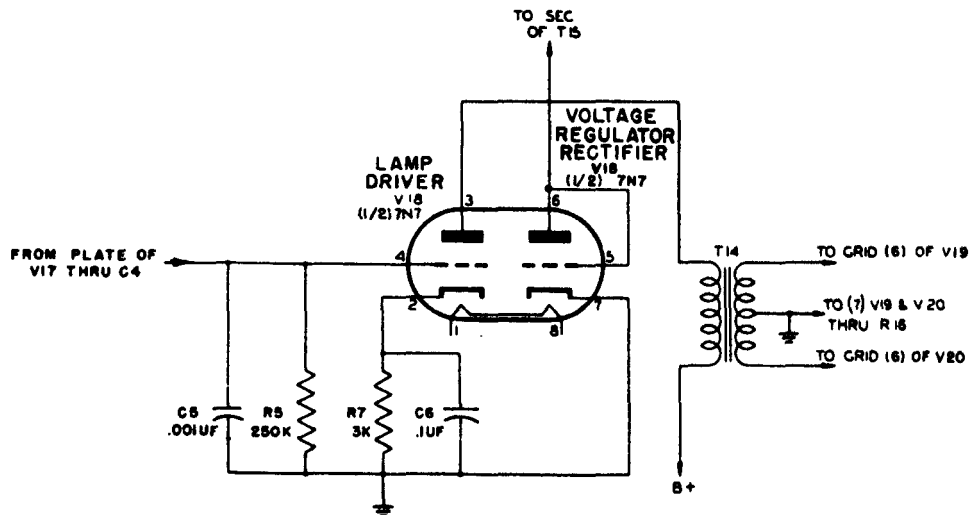 TO SEC
OF T15
VOLTAGE
REGULATOR
RECTIFIER
V18
(1/2) 7N7
LAMP
DRIVER
V18
(1/2) 7N7
3
6
4
5
2
1
8
7
FROM PLATE OF
V17 THRU C4
T14
TO GRID (6) OF V19
TO (7) V19 & V20
THRU R18
TO GRID (6) OF V20
C5
.001UF
R5
250K
R7
3K
C6
.1UF
B+